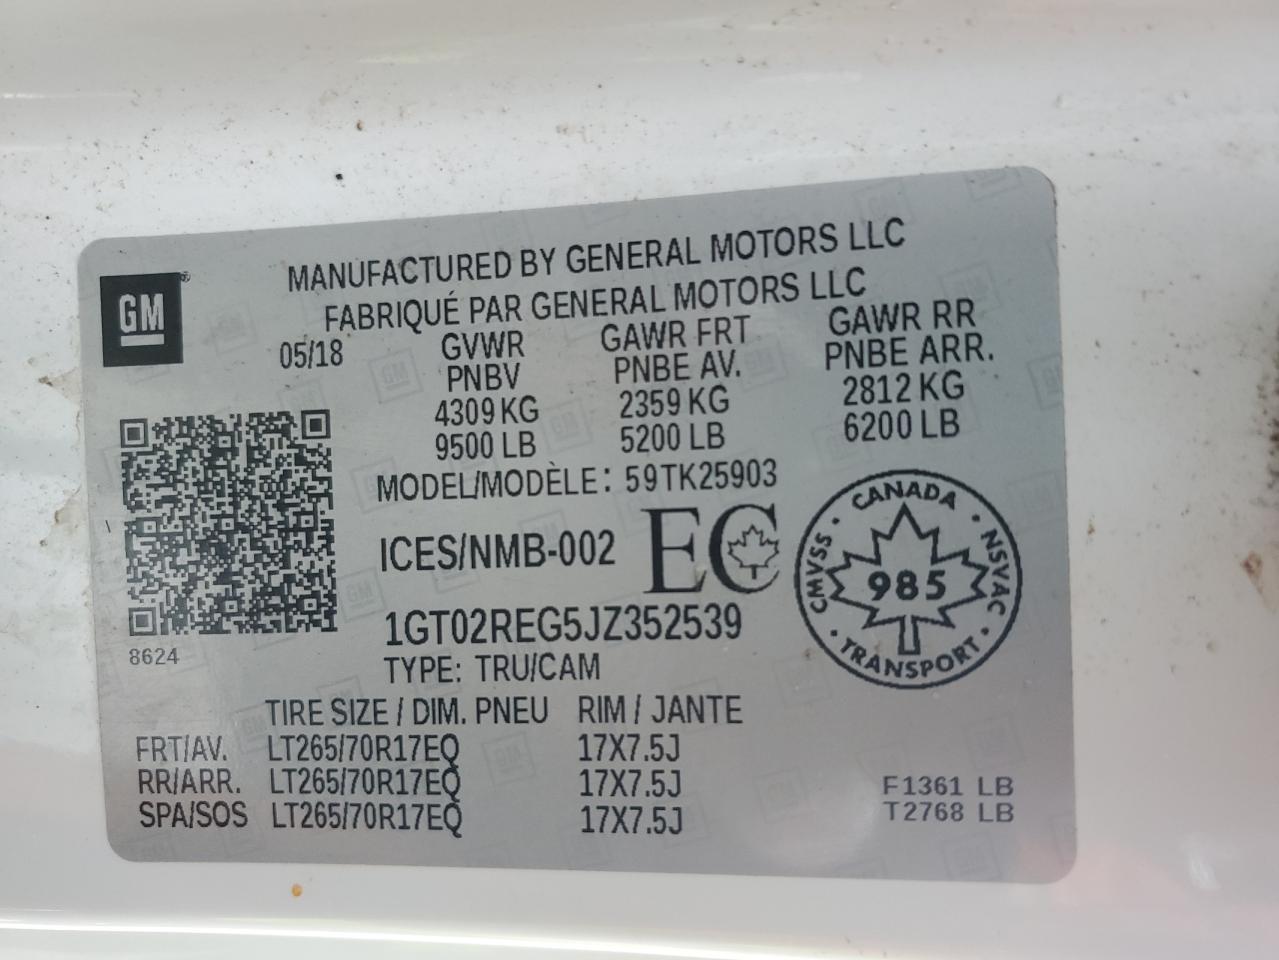 GM®
MANUFACTURED BY GENERAL MOTORS LLC
FABRIQUÉ PAR GENERAL MOTORS LLC
05/18 GVWR GAWR FRT GAWR RR
PNBV PNBE AV. PNBE ARR.
4309 KG 2359 KG 2812 KG
9500 LB 5200 LB 6200 LB
MODEL/MODÈLE: 59TK25903
ICES/NMB-002 EC
CANADA
CMVSS · 985 · NSVAC
TRANSPORT
1GT02REG5JZ352539
8624
TYPE: TRU/CAM
TIRE SIZE / DIM. PNEU RIM / JANTE
FRT/AV. LT265/70R17EQ 17X7.5J
RR/ARR. LT265/70R17EQ 17X7.5J F1361 LB
SPA/SOS LT265/70R17EQ 17X7.5J T2768 LB